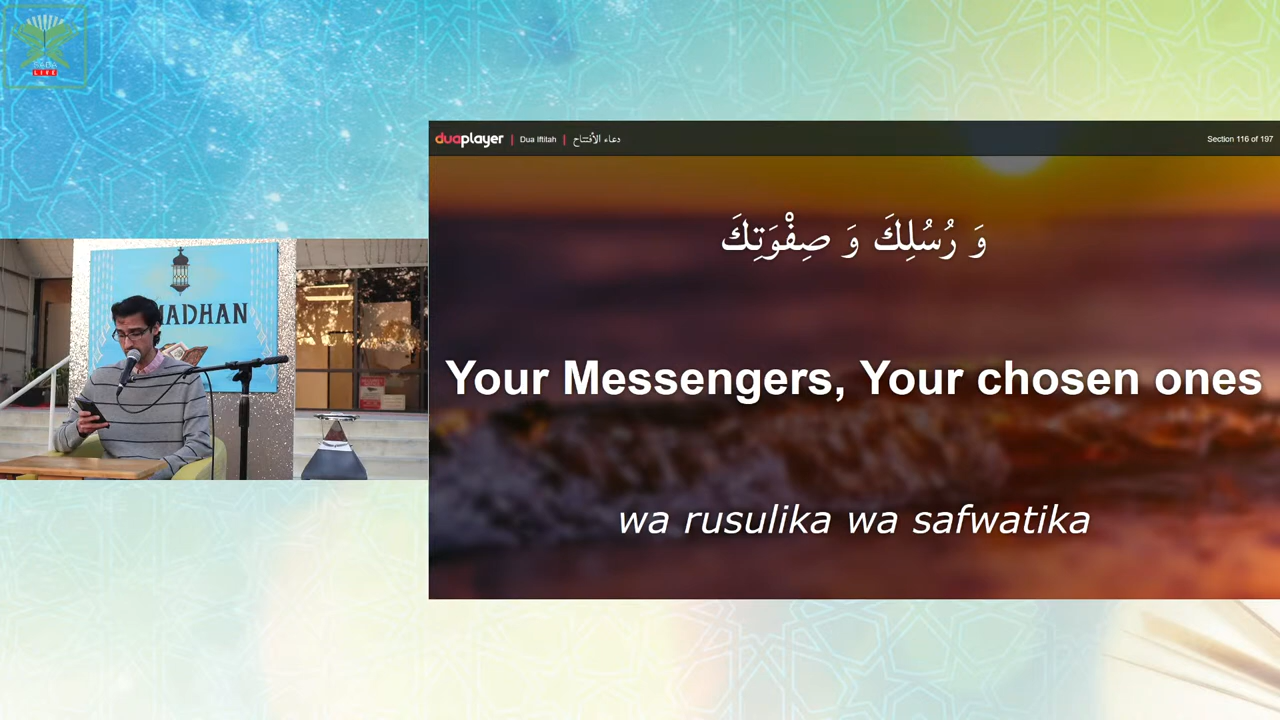 LIVE
duaplayer | Dua Iftitah | دعاء الأفتتاح
Section 116 of 197
وَ رُسُلِكَ وَ صِفْوَتِكَ
MADHAN
Your Messengers, Your chosen ones
wa rusulika wa safwatika